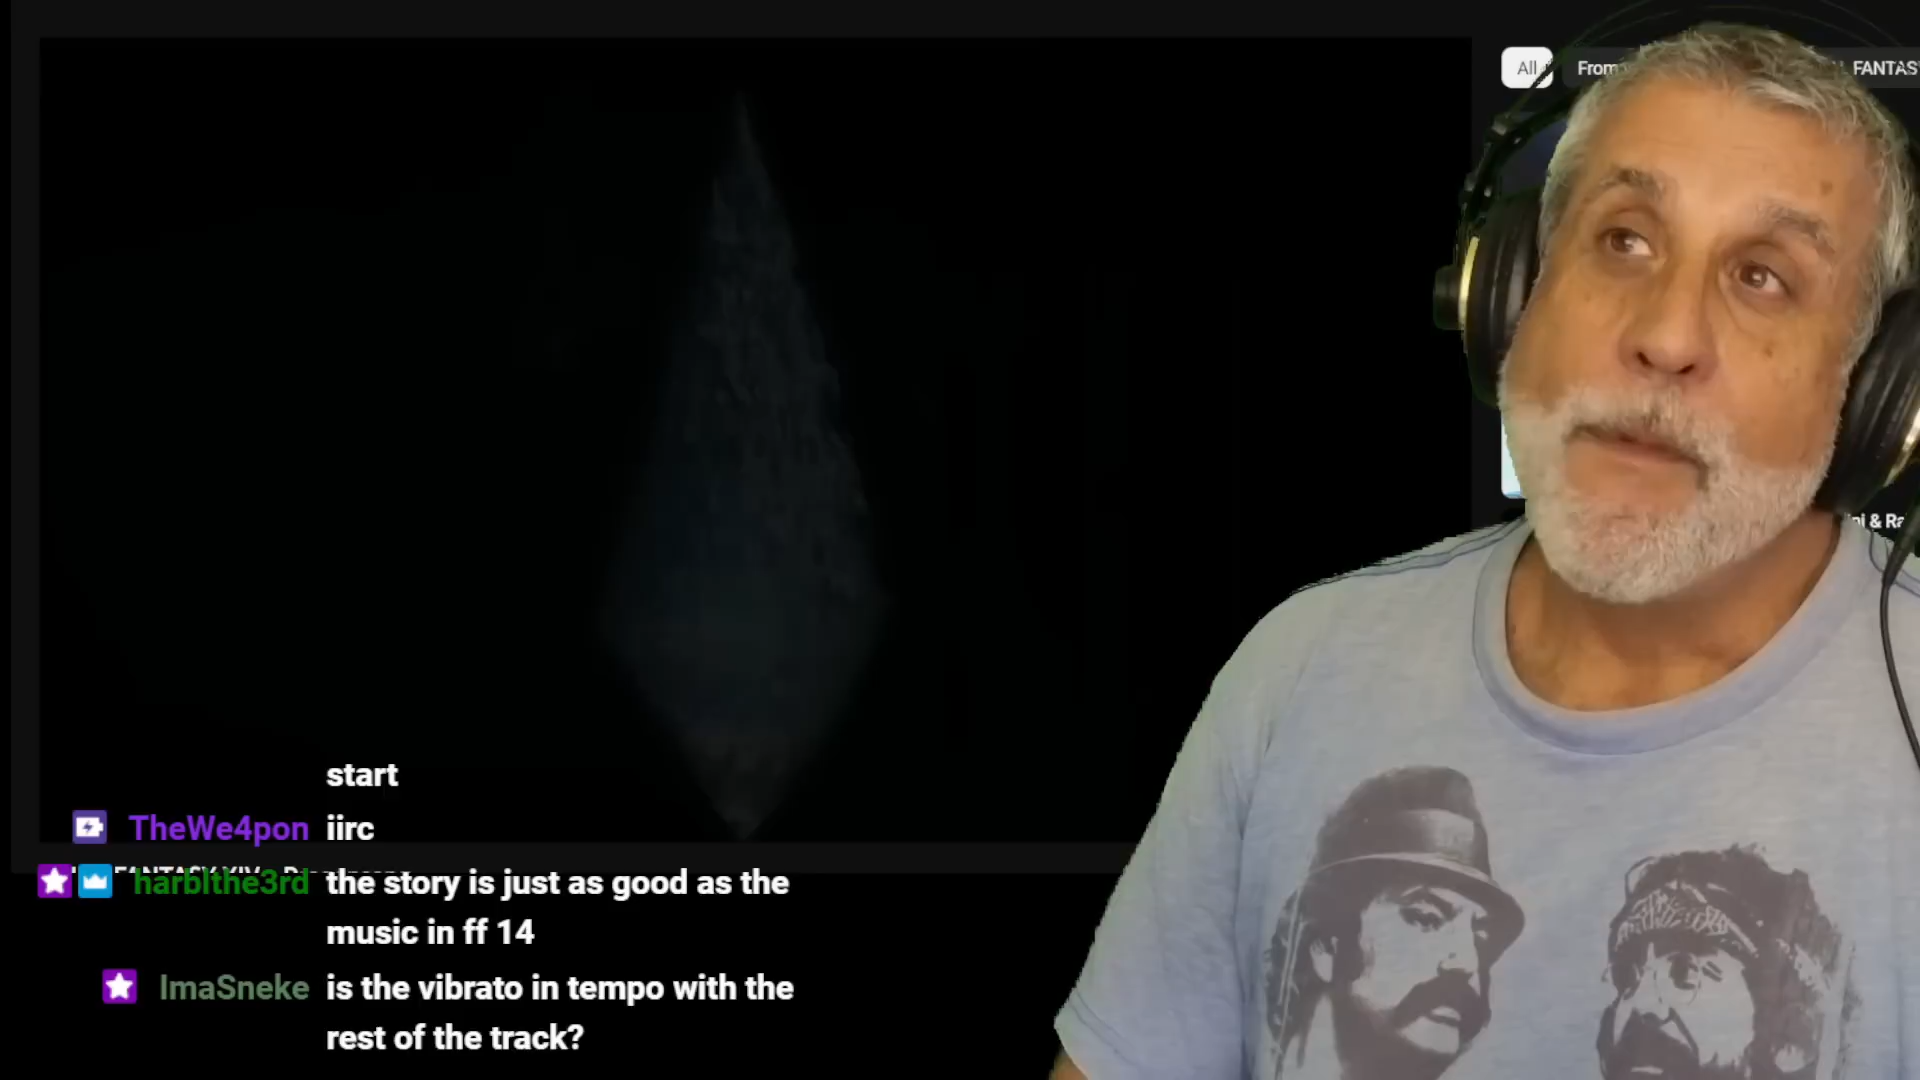 All
From
FANTAS
& Ra
start
TheWe4pon iirc
harblthe3rd the story is just as good as the
music in ff 14
ImaSneke is the vibrato in tempo with the
rest of the track?